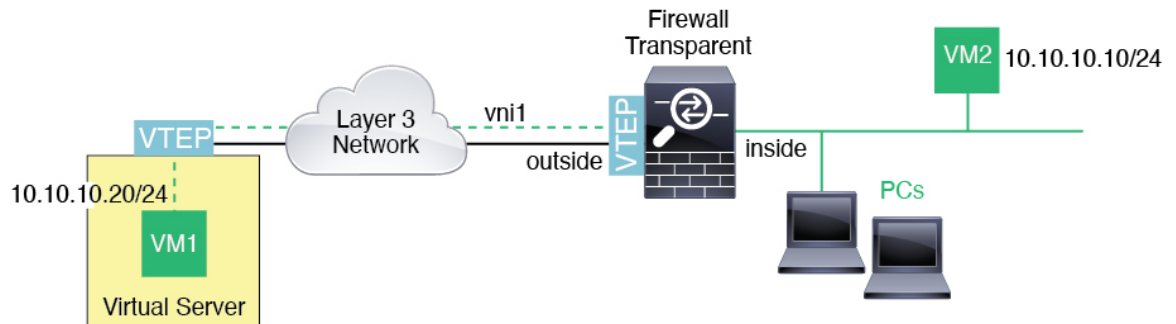 Firewall
Transparent
VM2
10.10.10.10/24
Layer 3
Network
vni1
VTEP
VTEP
outside
inside
10.10.10.20/24
PCs
VM1
Virtual Server